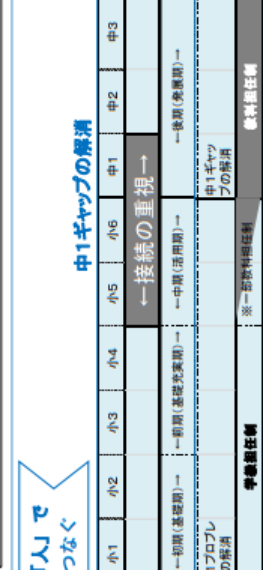 「人」で
つなぐ
中1ギャップの解消
小1 小2 小3 小4 小5 小6 中1 中2 中3
←接続の重視→
←初期(基礎期)→ ←前期(基礎充実期)→ ←中期(活用期)→ ←後期(発展期)→
1プロブレ
の解消
中1ギャッ
プの解消
学級担任制 ※一部教科担任制 教科担任制